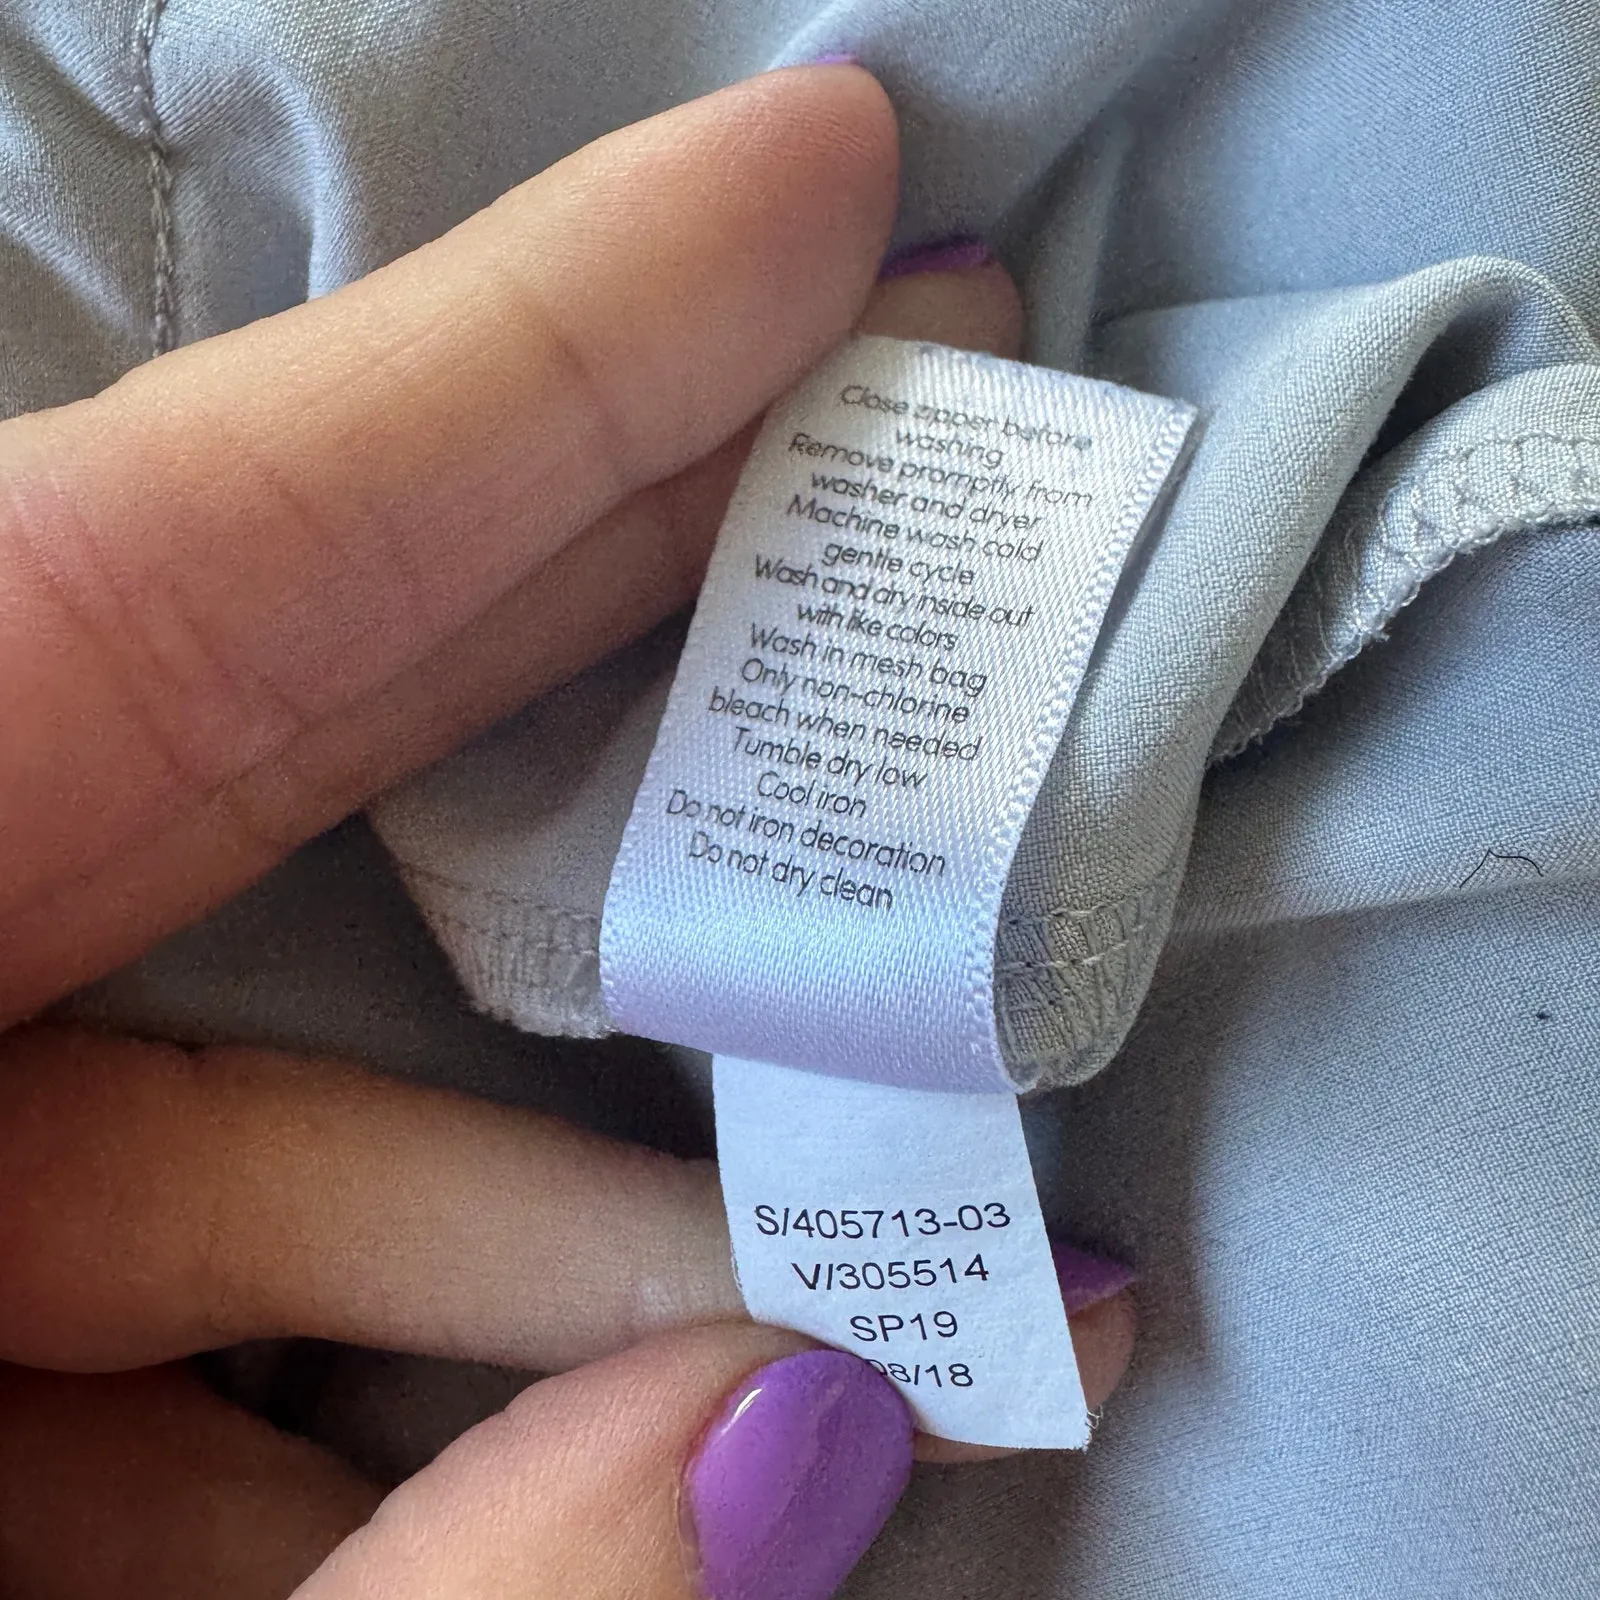 Close zipper before
washing
Remove promptly from
washer and dryer
Machine wash cold
gentle cycle
Wash and dry inside out
with like colors
Wash in mesh bag
Only non-chlorine
bleach when needed
Tumble dry low
Cool iron
Do not iron decoration
Do not dry clean
S/405713-03
V/305514
SP19
08/18